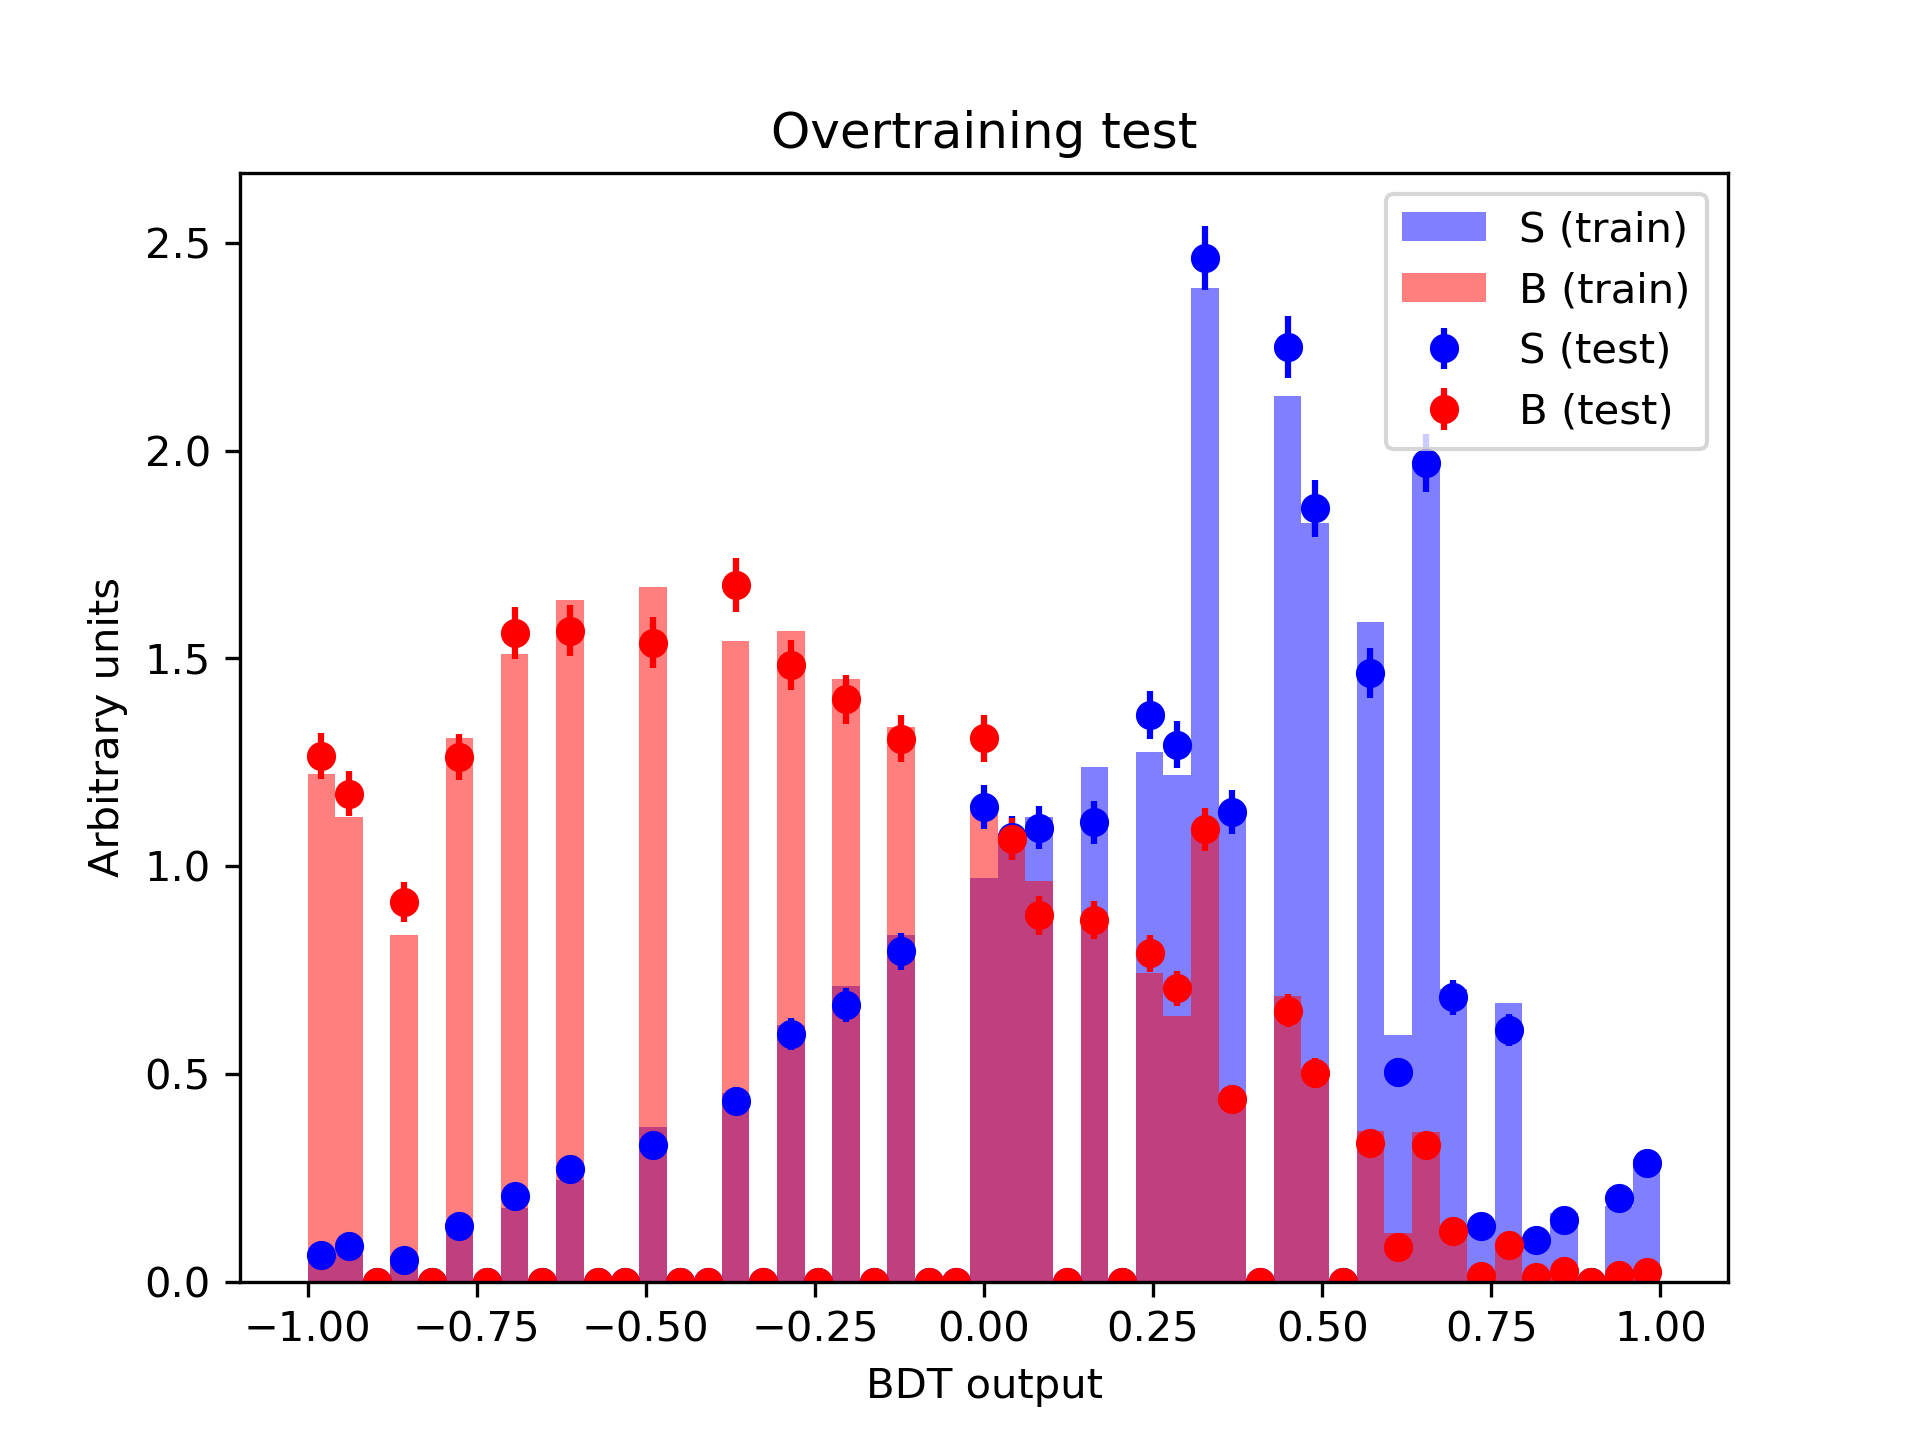 Overtraining test
S (train)
B (train)
S (test)
B (test)
2.5
2.0
1.5
1.0
0.5
0.0
Arbitrary units
−1.00 −0.75 −0.50 −0.25 0.00 0.25 0.50 0.75 1.00
BDT output